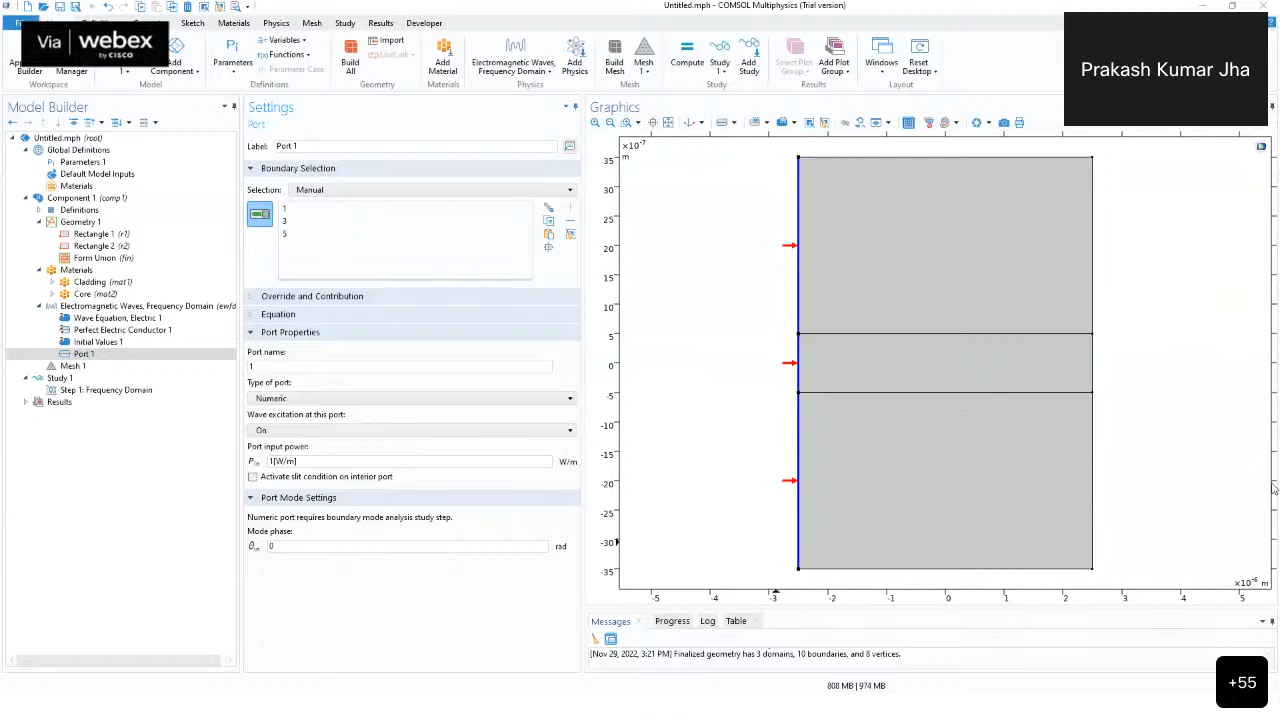 Untitled.mph - COMSOL Multiphysics (Trial version)
Via webex
by CISCO
Sketch Materials Physics Mesh Study Results Developer
Builder Manager
Workspace
Add
Component
Model
Parameters
1
Variables
Functions
Parameter Case
Definitions
Build
All
Import
LiveLink
Geometry
Add
Material
Materials
Electromagnetic Waves,
Frequency Domain
Add
Physics
Physics
Build
Mesh
Mesh
1
Mesh
Compute
Study
1
Add
Study
Study
Select Plot
Group
Add Plot
Group
Results
Windows
Reset
Desktop
Layout
Prakash Kumar Jha
Model Builder
Untitled.mph (root)
Global Definitions
Parameters 1
Default Model Inputs
Materials
Component 1 (comp1)
Definitions
Geometry 1
Rectangle 1 (r1)
Rectangle 2 (r2)
Form Union (fin)
Materials
Cladding (mat1)
Core (mat2)
Electromagnetic Waves, Frequency Domain (ewfd
Wave Equation, Electric 1
Perfect Electric Conductor 1
Initial Values 1
Port 1
Mesh 1
Study 1
Step 1: Frequency Domain
Results
Settings
Port
Label: Port 1
Boundary Selection
Selection: Manual
1
3
5
Override and Contribution
Equation
Port Properties
Port name:
1
Type of port:
Numeric
Wave excitation at this port:
On
Port input power:
Pin 1[W/m] W/m
Activate slit condition on interior port
Port Mode Settings
Numeric port requires boundary mode analysis study step.
Mode phase:
θin 0 rad
Graphics
×10⁻⁷
m
35
30
25
20
15
10
5
0
-5
-10
-15
-20
-25
-30
-35
×10⁻⁶ m
-5 -4 -3 -2 -1 0 1 2 3 4 5
Messages Progress Log Table
[Nov 29, 2022, 3:21 PM] Finalized geometry has 3 domains, 10 boundaries, and 8 vertices.
808 MB | 974 MB
+55